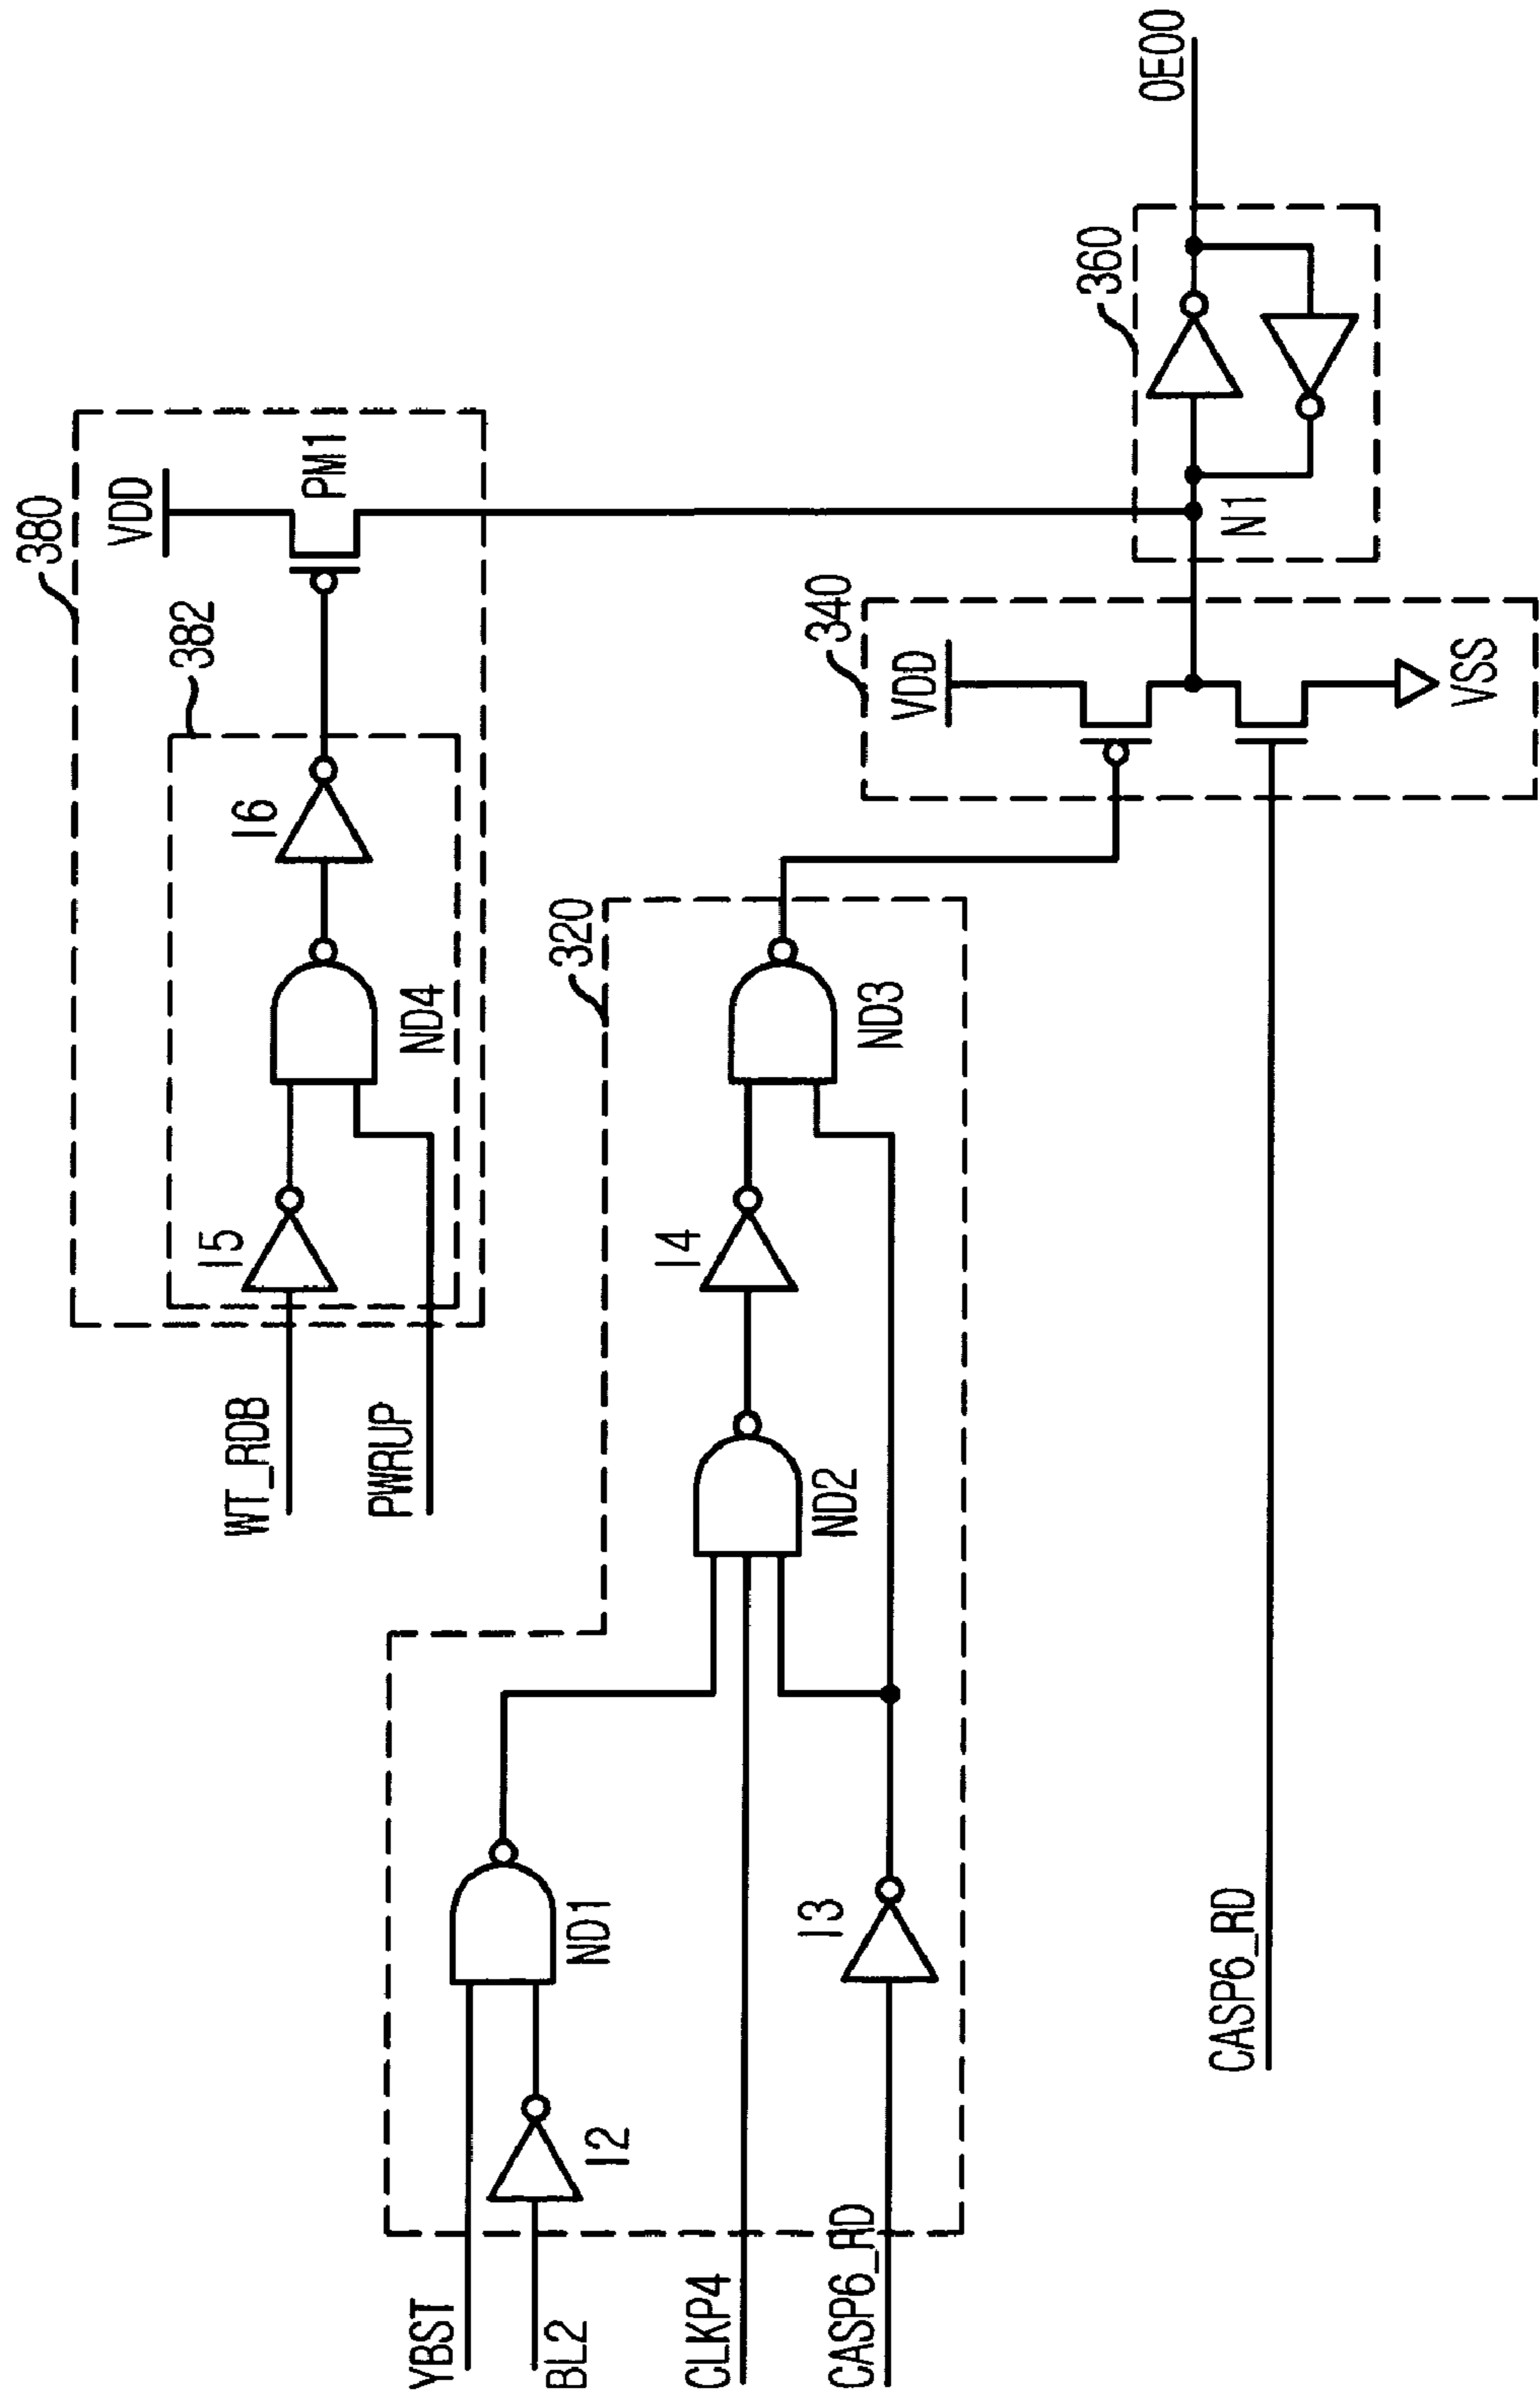 380
382
VDD
PM1
I6
ND4
I5
WT_RDB
PWRUP
320
ND3
I4
ND2
ND1
I2
I3
YBST
BL2
CLKP4
CASP6_RD
340
VDD
VSS
CASP6_RD
360
N1
OE00